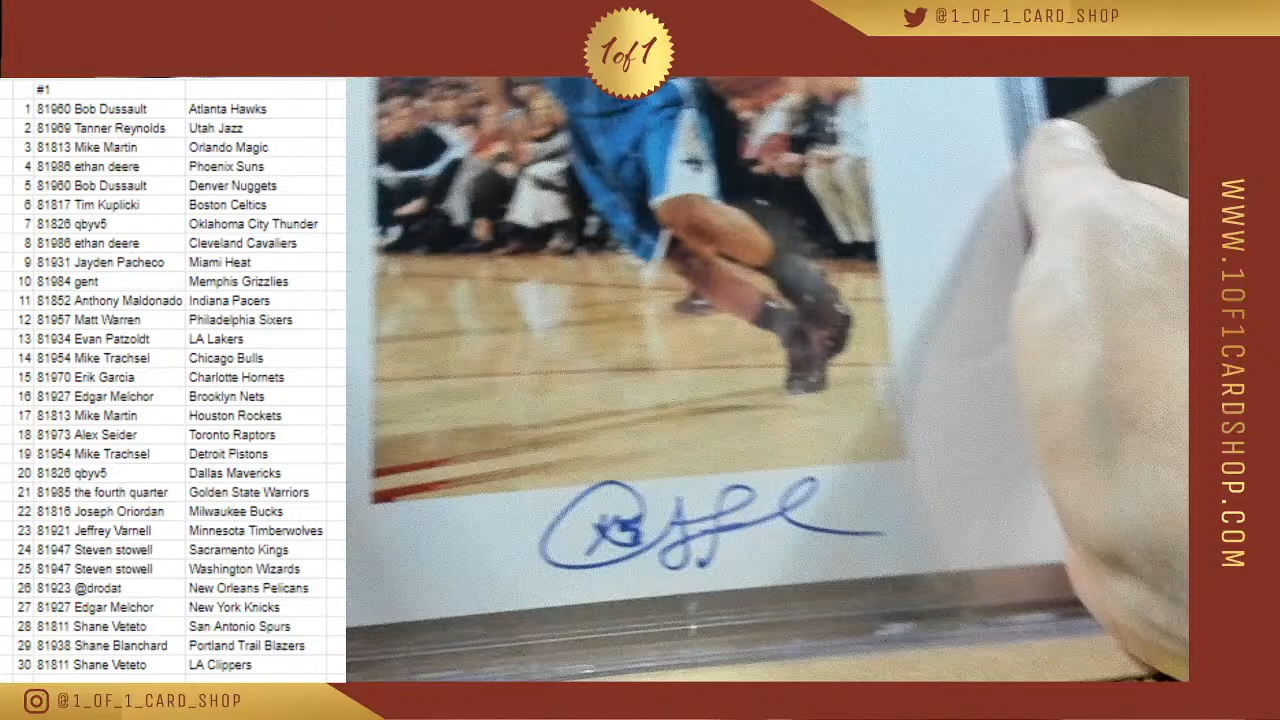 1of1
@1_OF_1_CARD_SHOP
#1
1 81960 Bob Dussault Atlanta Hawks
2 81969 Tanner Reynolds Utah Jazz
3 81813 Mike Martin Orlando Magic
4 81986 ethan deere Phoenix Suns
5 81960 Bob Dussault Denver Nuggets
6 81817 Tim Kuplicki Boston Celtics
7 81826 qbyv5 Oklahoma City Thunder
8 81986 ethan deere Cleveland Cavaliers
9 81931 Jayden Pacheco Miami Heat
10 81984 gent Memphis Grizzlies
11 81852 Anthony Maldonado Indiana Pacers
12 81957 Matt Warren Philadelphia Sixers
13 81934 Evan Patzoldt LA Lakers
14 81954 Mike Trachsel Chicago Bulls
15 81970 Erik Garcia Charlotte Hornets
16 81927 Edgar Melchor Brooklyn Nets
17 81813 Mike Martin Houston Rockets
18 81973 Alex Seider Toronto Raptors
19 81954 Mike Trachsel Detroit Pistons
20 81826 qbyv5 Dallas Mavericks
21 81985 the fourth quarter Golden State Warriors
22 81816 Joseph Oriordan Milwaukee Bucks
23 81921 Jeffrey Varnell Minnesota Timberwolves
24 81947 Steven stowell Sacramento Kings
25 81947 Steven stowell Washington Wizards
26 81923 @drodat New Orleans Pelicans
27 81927 Edgar Melchor New York Knicks
28 81811 Shane Veteto San Antonio Spurs
29 81938 Shane Blanchard Portland Trail Blazers
30 81811 Shane Veteto LA Clippers
WWW.1OF1CARDSHOP.COM
@1_OF_1_CARD_SHOP